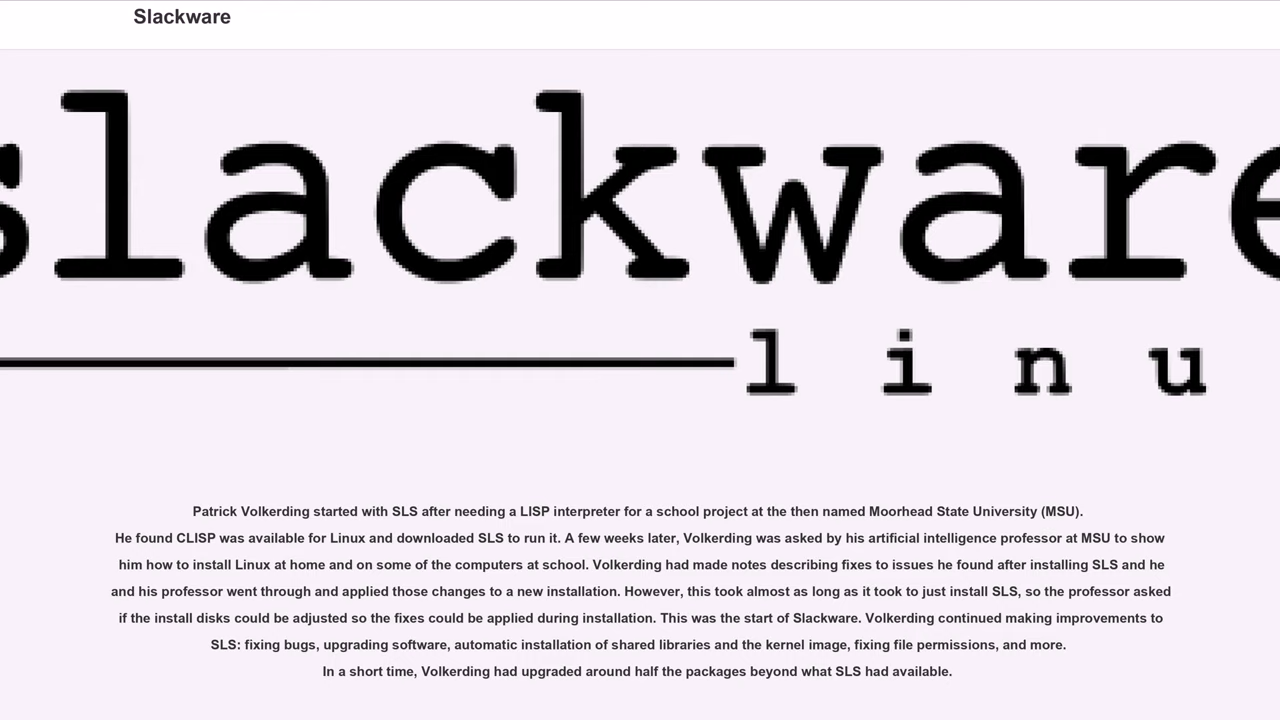 Slackware
slackware
linu
Patrick Volkerding started with SLS after needing a LISP interpreter for a school project at the then named Moorhead State University (MSU).
He found CLISP was available for Linux and downloaded SLS to run it. A few weeks later, Volkerding was asked by his artificial intelligence professor at MSU to show
him how to install Linux at home and on some of the computers at school. Volkerding had made notes describing fixes to issues he found after installing SLS and he
and his professor went through and applied those changes to a new installation. However, this took almost as long as it took to just install SLS, so the professor asked
if the install disks could be adjusted so the fixes could be applied during installation. This was the start of Slackware. Volkerding continued making improvements to
SLS: fixing bugs, upgrading software, automatic installation of shared libraries and the kernel image, fixing file permissions, and more.
In a short time, Volkerding had upgraded around half the packages beyond what SLS had available.